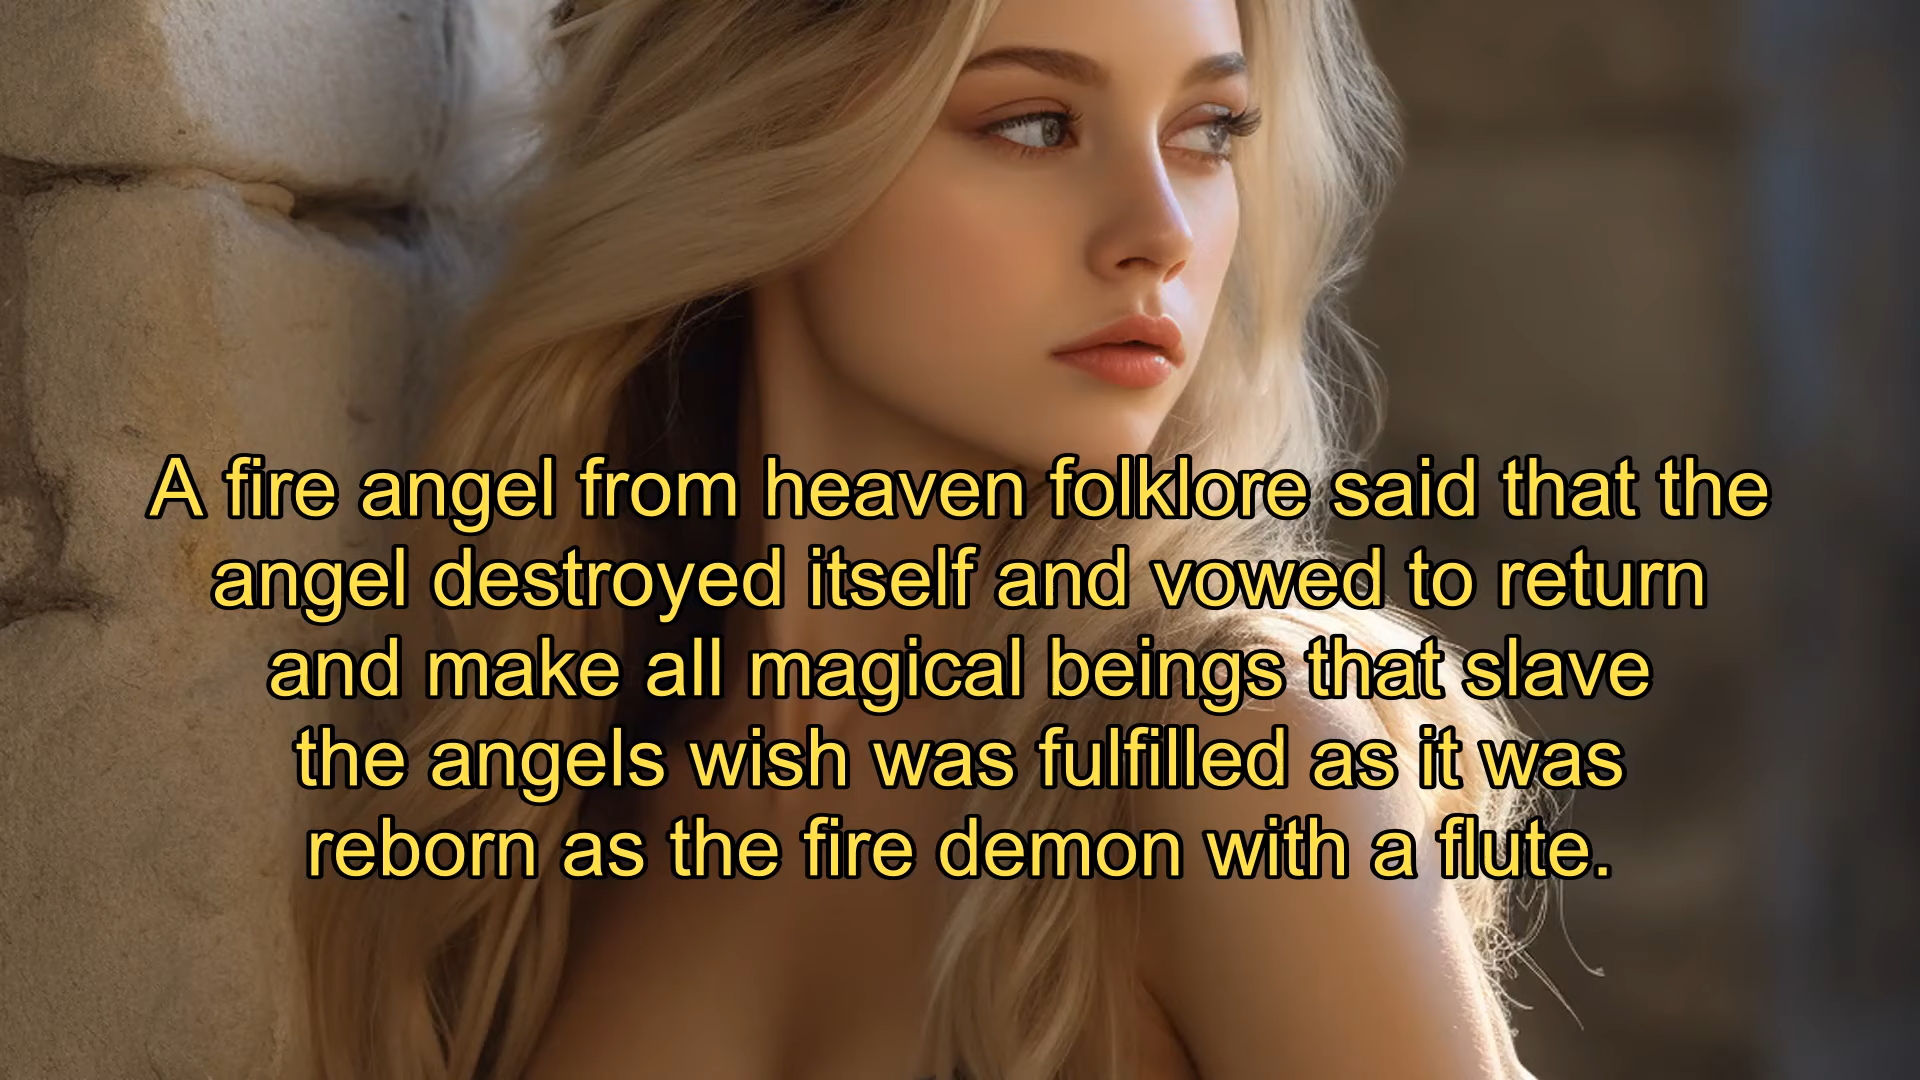 A fire angel from heaven folklore said that the
angel destroyed itself and vowed to return
and make all magical beings that slave
the angels wish was fulfilled as it was
reborn as the fire demon with a flute.